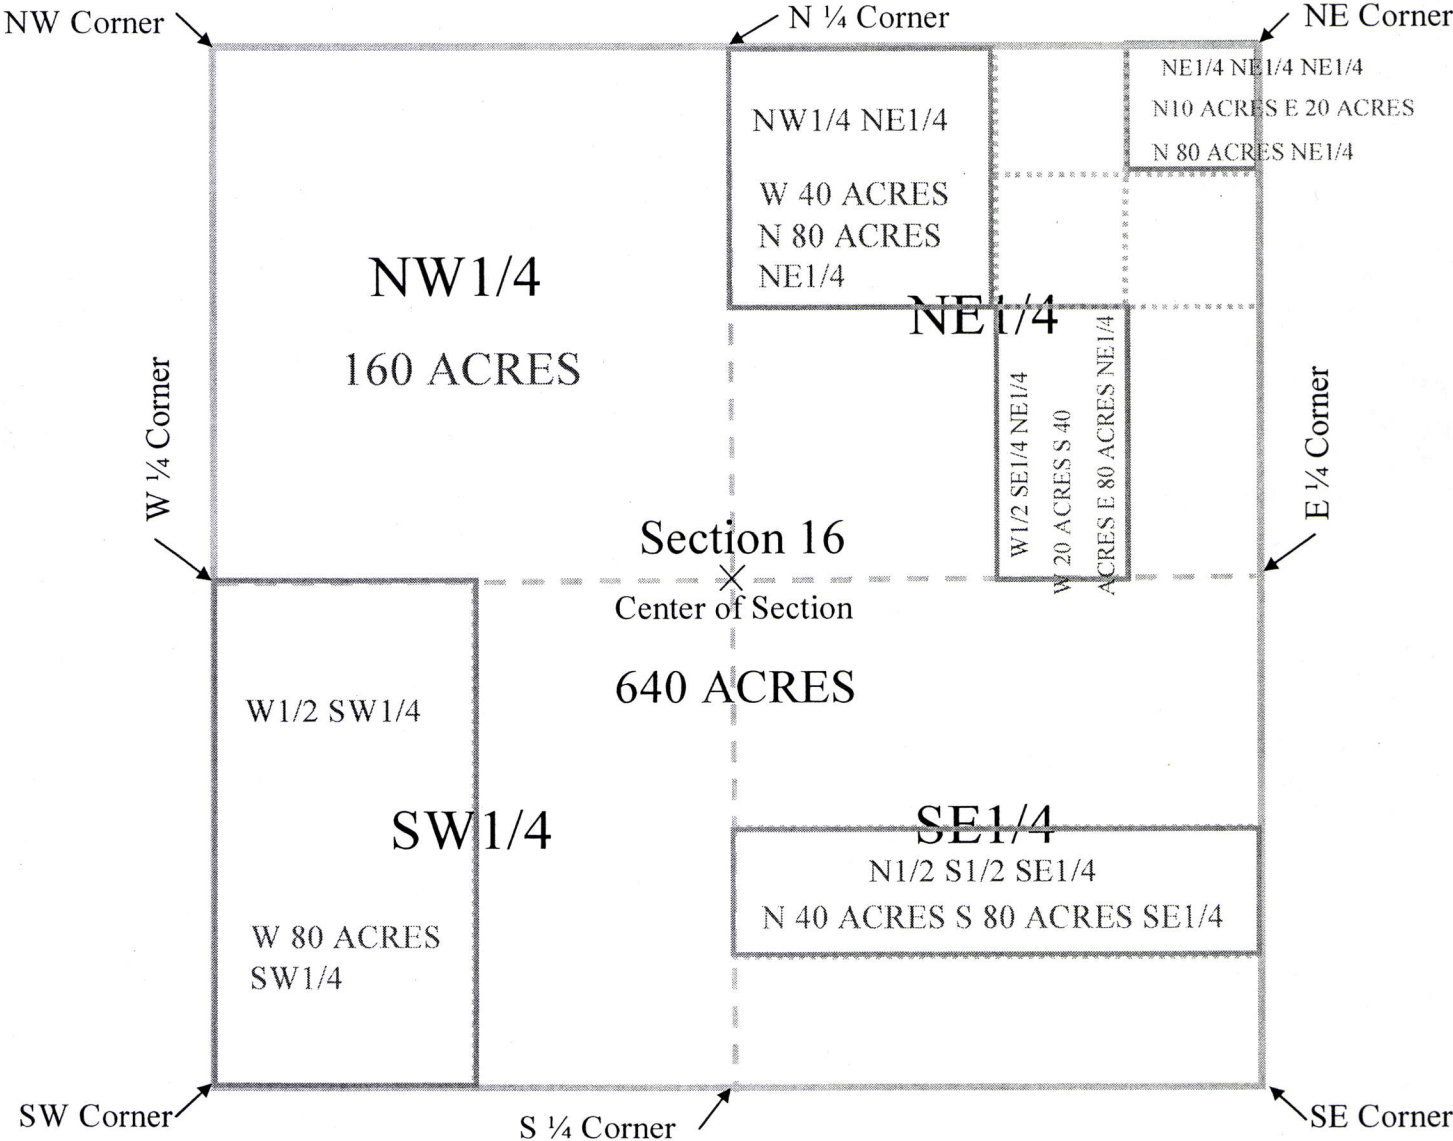 NW Corner
N ¼ Corner
NE Corner
NE1/4 NE1/4 NE1/4
N10 ACRES E 20 ACRES
N 80 ACRES NE1/4
NW1/4 NE1/4
W 40 ACRES
N 80 ACRES
NE1/4
NW1/4
160 ACRES
NE1/4
W1/2 SE1/4 NE1/4
W 20 ACRES S 40
ACRES E 80 ACRES NE1/4
W ¼ Corner
E ¼ Corner
Section 16
Center of Section
640 ACRES
W1/2 SW1/4
SW1/4
W 80 ACRES
SW1/4
SE1/4
N1/2 S1/2 SE1/4
N 40 ACRES S 80 ACRES SE1/4
SW Corner
S ¼ Corner
SE Corner